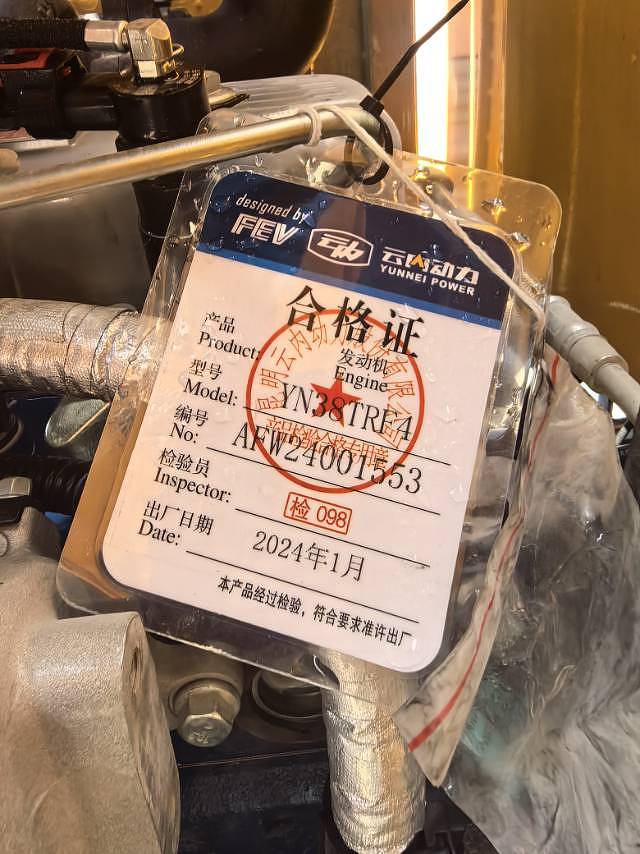 designed by
FEV 云内 云内动力
YUNNEI POWER
合格证
产品 发动机
Product: Engine
型号
Model: YN38TRE4
编号
No: AFW24001553
检验员
Inspector: 检 098
出厂日期
Date: 2024年1月
本产品经过检验，符合要求准许出厂